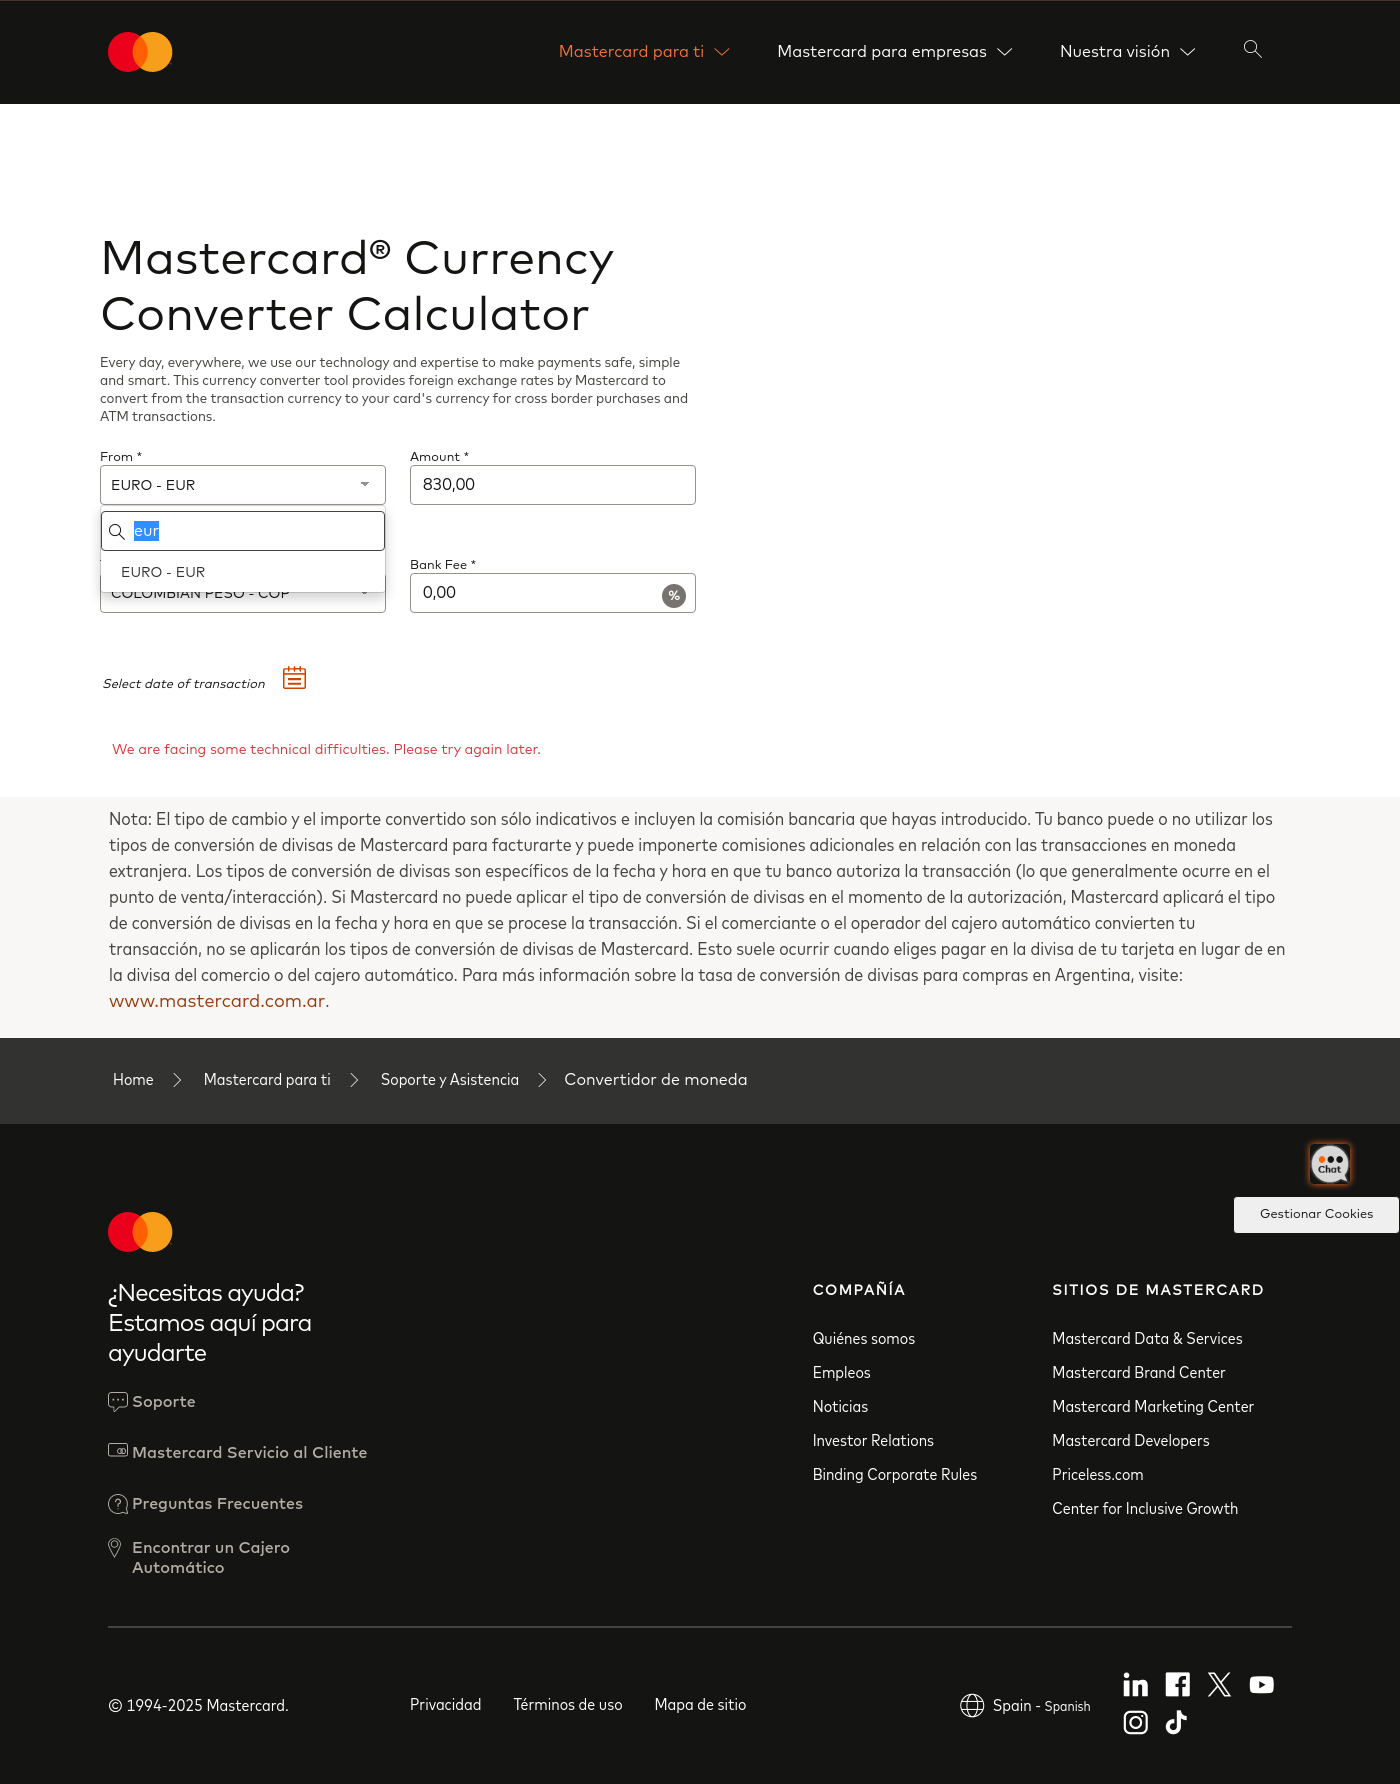 Mastercard para ti
Mastercard para empresas
Nuestra visión
Mastercard® Currency
Converter Calculator
Every day, everywhere, we use our technology and expertise to make payments safe, simple
and smart. This currency converter tool provides foreign exchange rates by Mastercard to
convert from the transaction currency to your card's currency for cross border purchases and
ATM transactions.
From *
EURO - EUR
Amount *
830,00
eur
EURO - EUR
COLOMBIAN PESO - COP
Bank Fee *
0,00
%
Select date of transaction
We are facing some technical difficulties. Please try again later.
Nota: El tipo de cambio y el importe convertido son sólo indicativos e incluyen la comisión bancaria que hayas introducido. Tu banco puede o no utilizar los
tipos de conversión de divisas de Mastercard para facturarte y puede imponerte comisiones adicionales en relación con las transacciones en moneda
extranjera. Los tipos de conversión de divisas son específicos de la fecha y hora en que tu banco autoriza la transacción (lo que generalmente ocurre en el
punto de venta/interacción). Si Mastercard no puede aplicar el tipo de conversión de divisas en el momento de la autorización, Mastercard aplicará el tipo
de conversión de divisas en la fecha y hora en que se procese la transacción. Si el comerciante o el operador del cajero automático convierten tu
transacción, no se aplicarán los tipos de conversión de divisas de Mastercard. Esto suele ocurrir cuando eliges pagar en la divisa de tu tarjeta en lugar de en
la divisa del comercio o del cajero automático. Para más información sobre la tasa de conversión de divisas para compras en Argentina, visite:
www.mastercard.com.ar.
Home
Mastercard para ti
Soporte y Asistencia
Convertidor de moneda
Chat
Gestionar Cookies
¿Necesitas ayuda?
Estamos aquí para
ayudarte
Soporte
Mastercard Servicio al Cliente
Preguntas Frecuentes
Encontrar un Cajero
Automático
COMPAÑÍA
Quiénes somos
Empleos
Noticias
Investor Relations
Binding Corporate Rules
SITIOS DE MASTERCARD
Mastercard Data & Services
Mastercard Brand Center
Mastercard Marketing Center
Mastercard Developers
Priceless.com
Center for Inclusive Growth
© 1994-2025 Mastercard.
Privacidad
Términos de uso
Mapa de sitio
Spain - Spanish